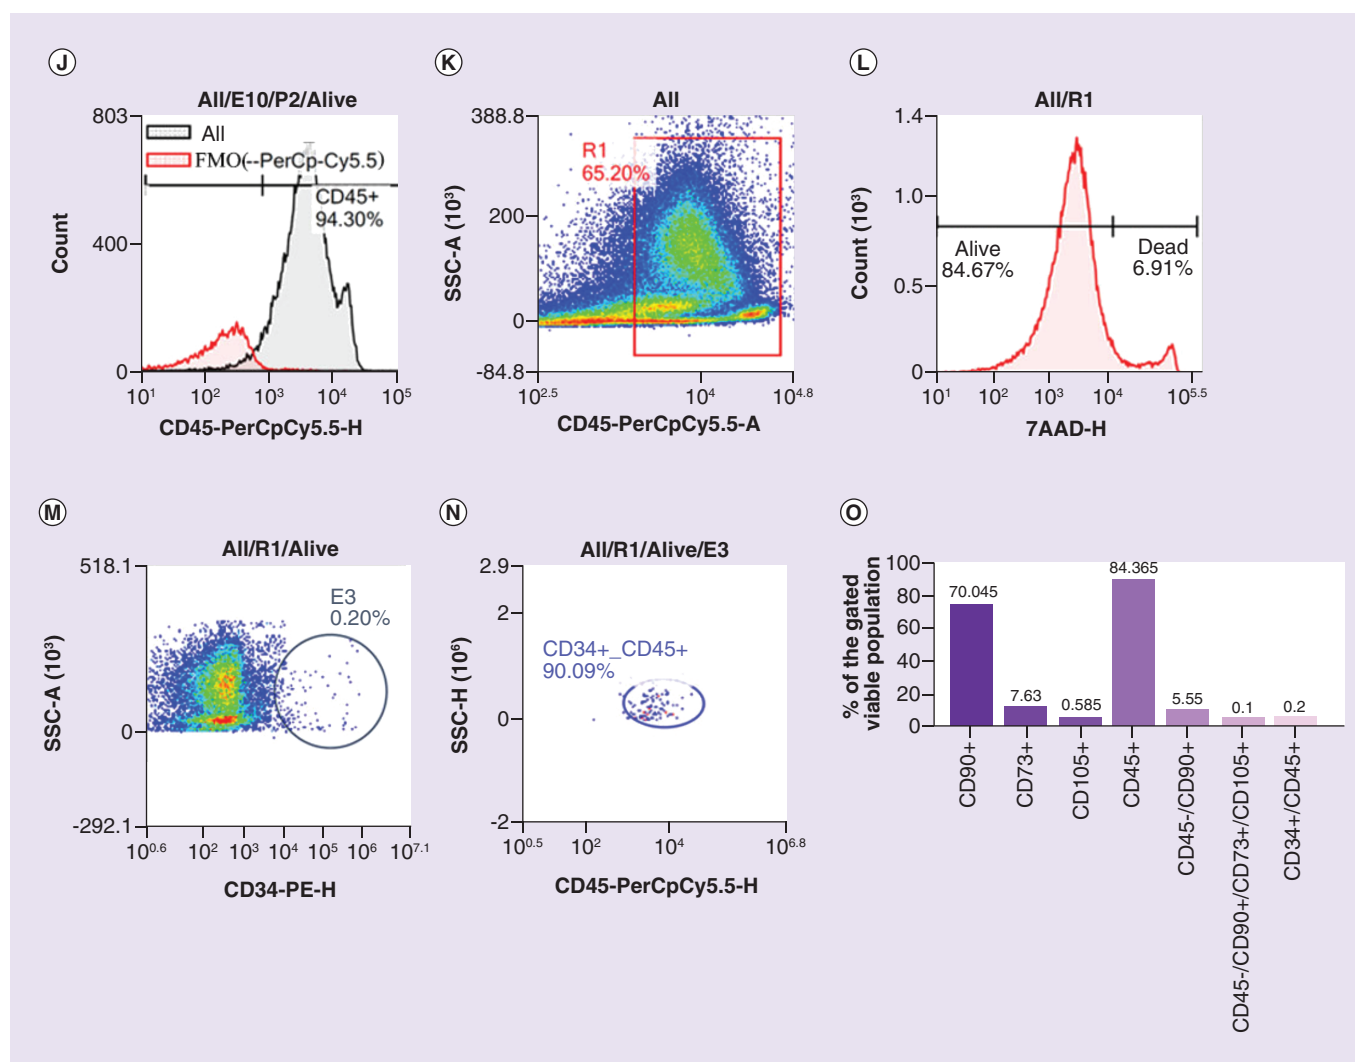 J
All/E10/P2/Alive
803
400
0
Count
All
FMO(--PerCp-Cy5.5)
CD45+
94.30%
10¹ 10² 10³ 10⁴ 10⁵
CD45-PerCpCy5.5-H
K
All
388.8
200
0
-84.8
SSC-A (10³)
R1
65.20%
10^2.5 10⁴ 10^4.8
CD45-PerCpCy5.5-A
L
All/R1
1.4
1.0
0.5
0
Count (10³)
Alive
84.67%
Dead
6.91%
10¹ 10² 10³ 10⁴ 10^5.5
7AAD-H
M
All/R1/Alive
518.1
0
-292.1
SSC-A (10³)
E3
0.20%
10^0.6 10² 10³ 10⁴ 10⁵ 10⁶ 10^7.1
CD34-PE-H
N
All/R1/Alive/E3
2.9
2
0
-2
SSC-H (10⁶)
CD34+_CD45+
90.09%
10^0.5 10² 10⁴ 10^6.8
CD45-PerCpCy5.5-H
O
% of the gated
viable population
100
80
60
40
20
0
70.045
7.63
0.585
84.365
5.55
0.1
0.2
CD90+
CD73+
CD105+
CD45+
CD45-/CD90+
CD45-/CD90+/CD73+/CD105+
CD34+/CD45+